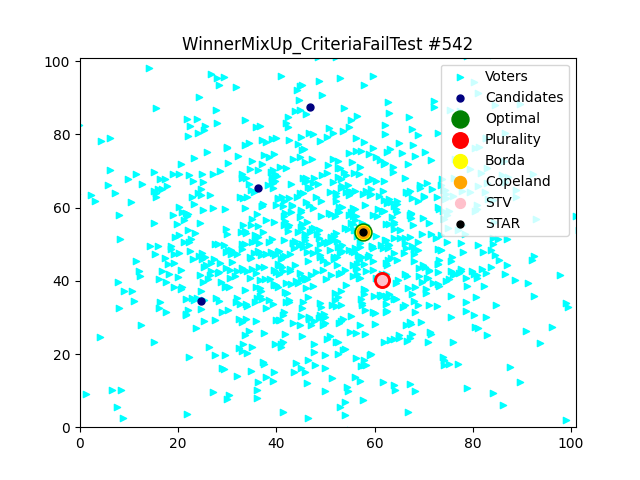 WinnerMixUp_CriteriaFailTest #542
100
80
60
40
20
0
0
20
40
60
80
100
Voters
Candidates
Optimal
Plurality
Borda
Copeland
STV
STAR